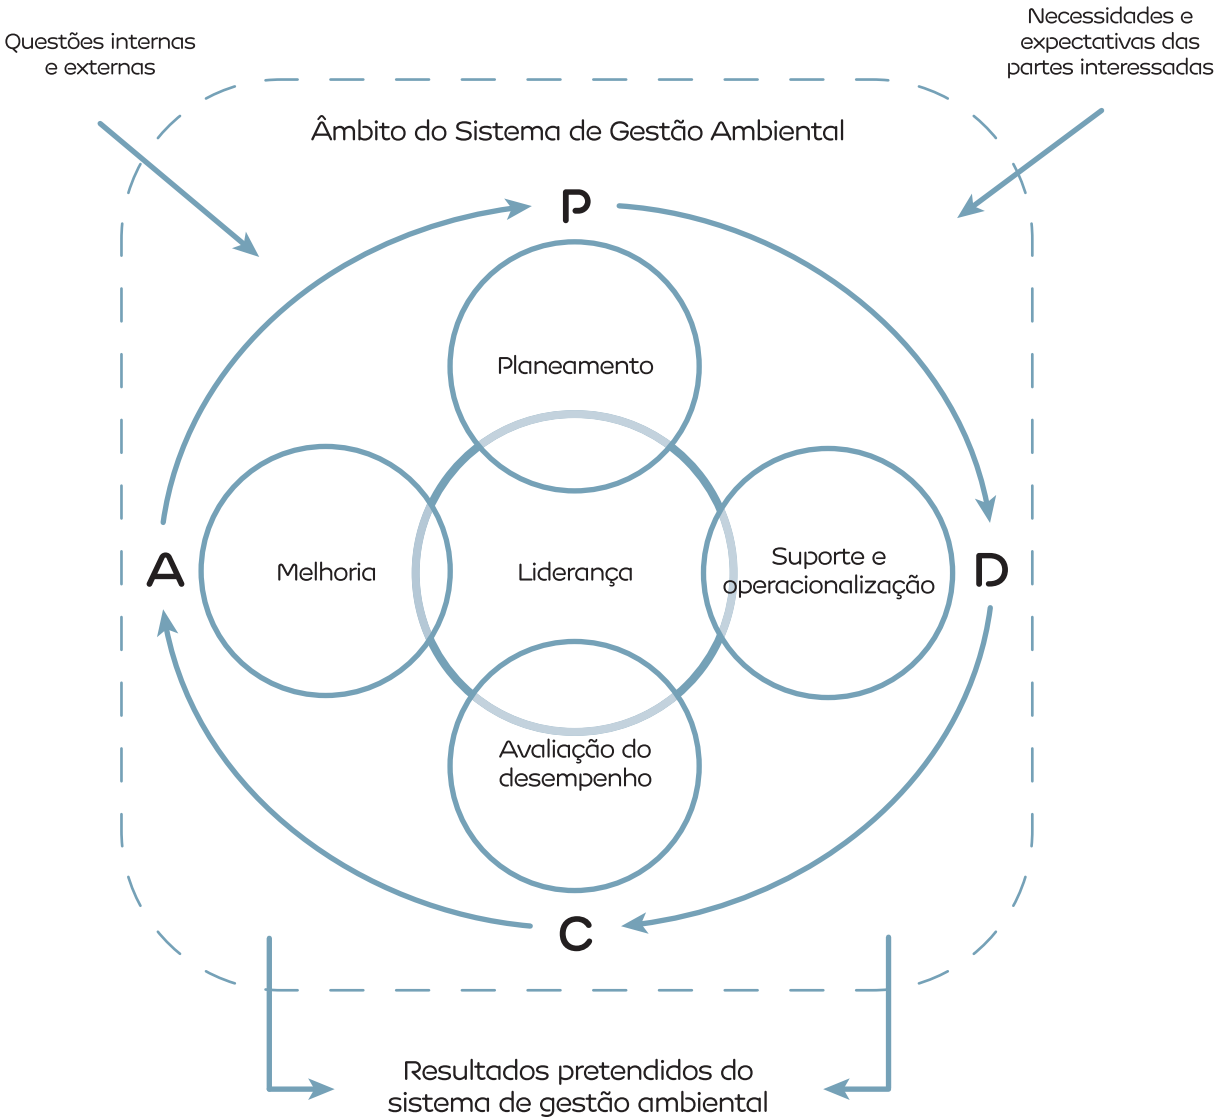 Questões internas
e externas
Necessidades e
expectativas das
partes interessadas
Âmbito do Sistema de Gestão Ambiental
P
Planeamento
A
Melhoria
Liderança
Suporte e
operacionalização
D
Avaliação do
desempenho
C
Resultados pretendidos do
sistema de gestão ambiental